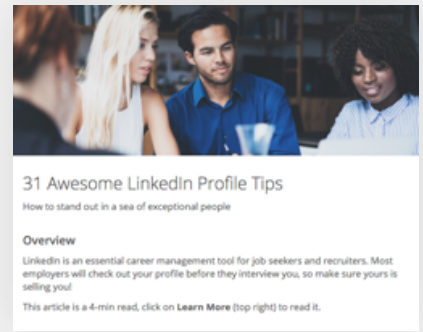 31 Awesome LinkedIn Profile Tips
How to stand out in a sea of exceptional people
Overview
LinkedIn is an essential career management tool for job seekers and recruiters. Most
employers will check out your profile before they interview you, so make sure yours is
selling you!
This article is a 4-min read, click on Learn More (top right) to read it.